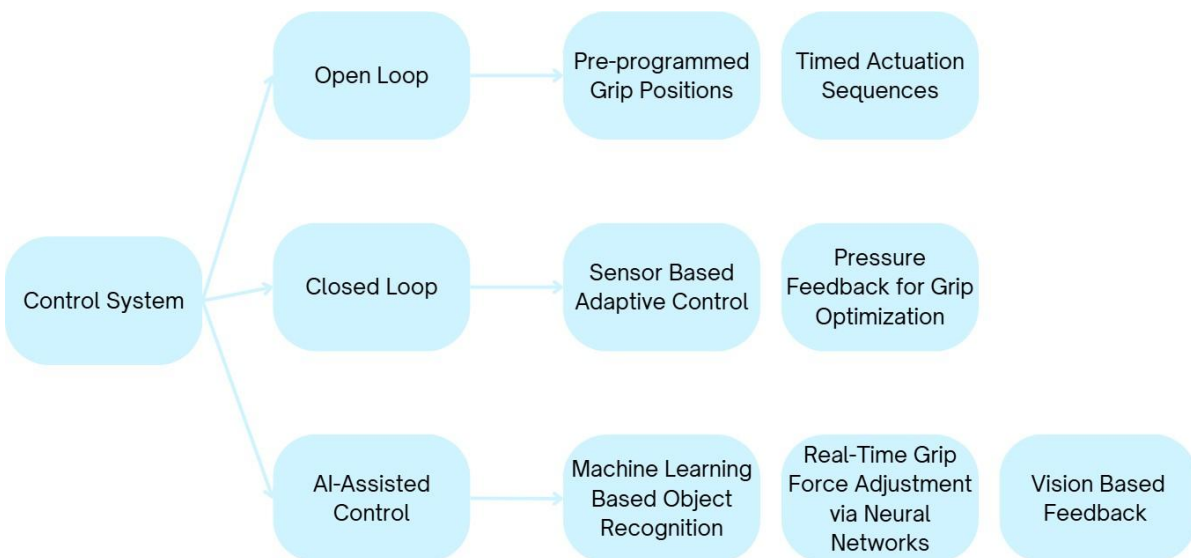 Open Loop
Pre-programmed
Grip Positions
Timed Actuation
Sequences
Control System
Closed Loop
Sensor Based
Adaptive Control
Pressure
Feedback for Grip
Optimization
AI-Assisted
Control
Machine Learning
Based Object
Recognition
Real-Time Grip
Force Adjustment
via Neural
Networks
Vision Based
Feedback